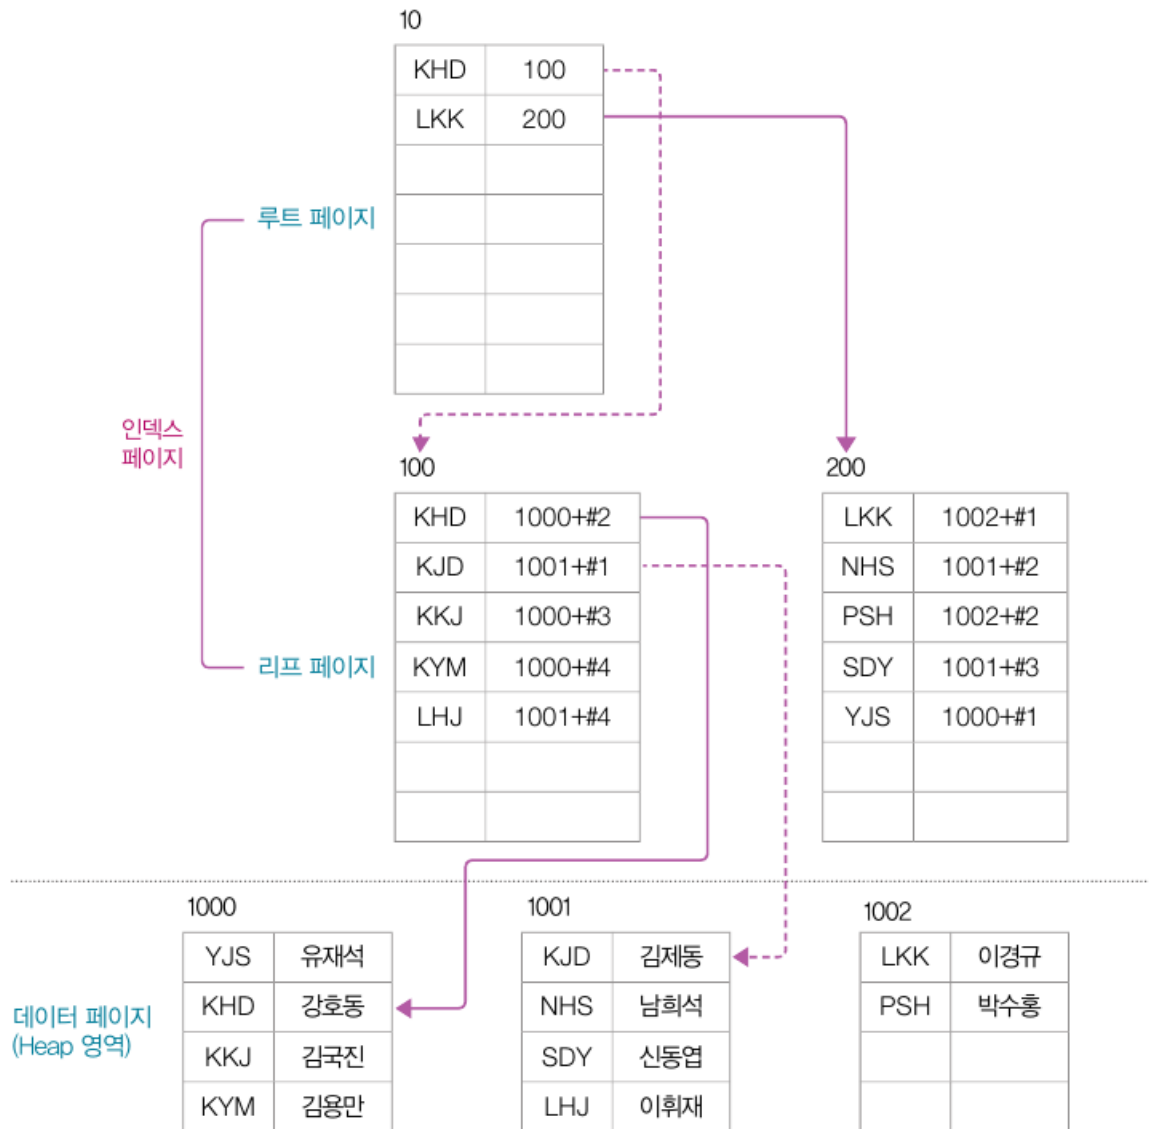 10
KHD 100
LKK 200
루트 페이지
인덱스
페이지
100
KHD 1000+#2
KJD 1001+#1
KKJ 1000+#3
KYM 1000+#4
LHJ 1001+#4
리프 페이지
200
LKK 1002+#1
NHS 1001+#2
PSH 1002+#2
SDY 1001+#3
YJS 1000+#1
데이터 페이지
(Heap 영역)
1000
YJS 유재석
KHD 강호동
KKJ 김국진
KYM 김용만
1001
KJD 김제동
NHS 남희석
SDY 신동엽
LHJ 이휘재
1002
LKK 이경규
PSH 박수홍